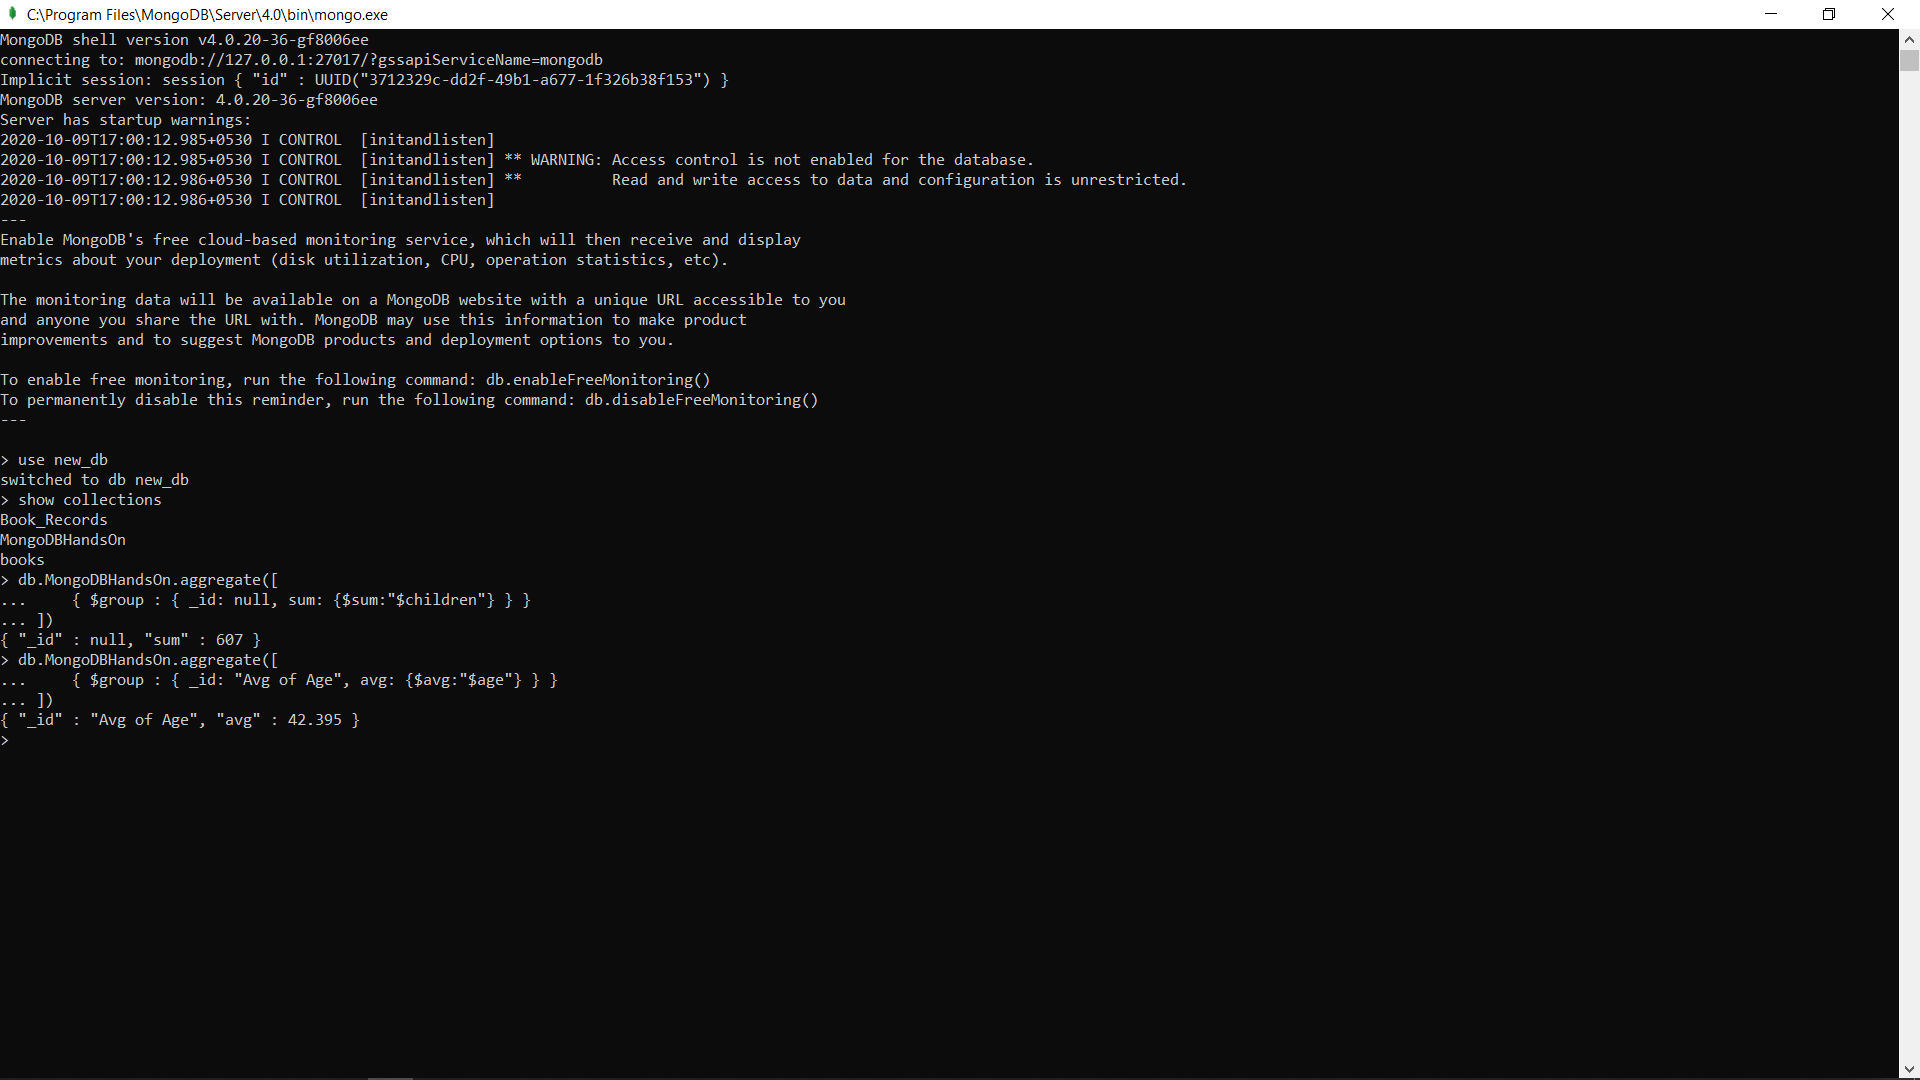 C:\Program Files\MongoDB\Server\4.0\bin\mongo.exe
MongoDB shell version v4.0.20-36-gf8006ee
connecting to: mongodb://127.0.0.1:27017/?gssapiServiceName=mongodb
Implicit session: session { "id" : UUID("3712329c-dd2f-49b1-a677-1f326b38f153") }
MongoDB server version: 4.0.20-36-gf8006ee
Server has startup warnings:
2020-10-09T17:00:12.985+0530 I CONTROL  [initandlisten]
2020-10-09T17:00:12.985+0530 I CONTROL  [initandlisten] ** WARNING: Access control is not enabled for the database.
2020-10-09T17:00:12.986+0530 I CONTROL  [initandlisten] **          Read and write access to data and configuration is unrestricted.
2020-10-09T17:00:12.986+0530 I CONTROL  [initandlisten]
---
Enable MongoDB's free cloud-based monitoring service, which will then receive and display
metrics about your deployment (disk utilization, CPU, operation statistics, etc).
The monitoring data will be available on a MongoDB website with a unique URL accessible to you
and anyone you share the URL with. MongoDB may use this information to make product
improvements and to suggest MongoDB products and deployment options to you.
To enable free monitoring, run the following command: db.enableFreeMonitoring()
To permanently disable this reminder, run the following command: db.disableFreeMonitoring()
---
> use new_db
switched to db new_db
> show collections
Book_Records
MongoDBHandsOn
books
> db.MongoDBHandsOn.aggregate([
...     { $group : { _id: null, sum: {$sum:"$children"} } }
... ])
{ "_id" : null, "sum" : 607 }
> db.MongoDBHandsOn.aggregate([
...     { $group : { _id: "Avg of Age", avg: {$avg:"$age"} } }
... ])
{ "_id" : "Avg of Age", "avg" : 42.395 }
>